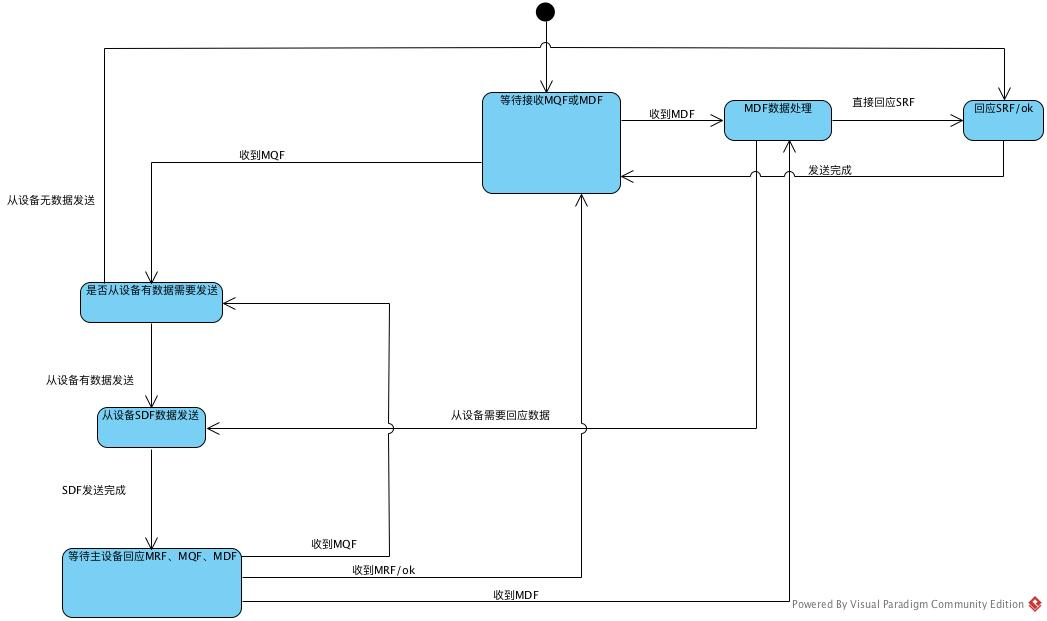 等待接收MQF或MDF
MDF数据处理
直接回应SRF
回应SRF/ok
收到MDF
收到MQF
发送完成
从设备无数据发送
是否从设备有数据需要发送
从设备有数据发送
从设备SDF数据发送
从设备需要回应数据
SDF发送完成
等待主设备回应MRF、MQF、MDF
收到MQF
收到MRF/ok
收到MDF
Powered By Visual Paradigm Community Edition